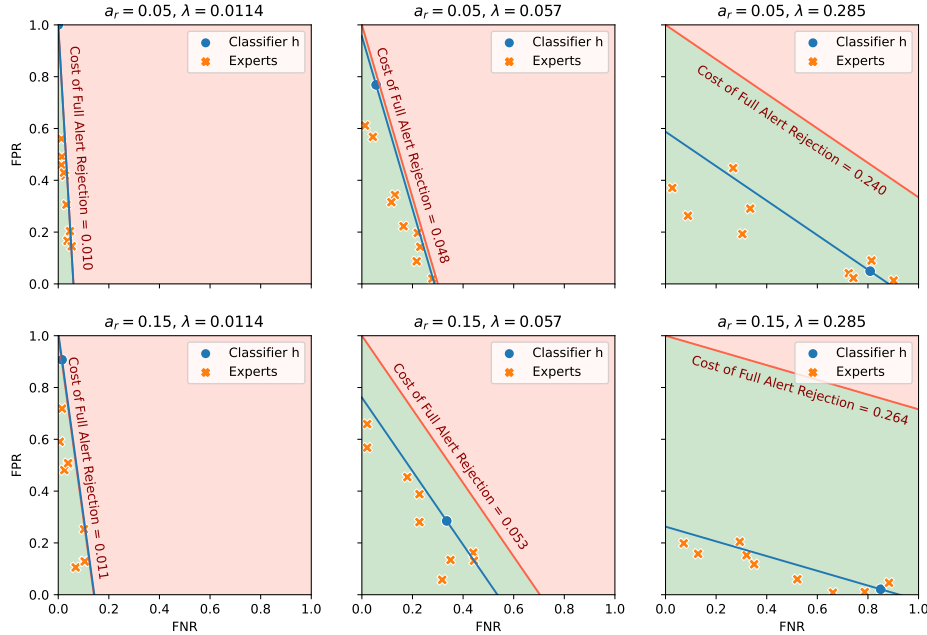 a_r = 0.05, λ = 0.0114
a_r = 0.05, λ = 0.057
a_r = 0.05, λ = 0.285
FPR
1.0
0.8
0.6
0.4
0.2
0.0
Classifier h
Experts
Cost of Full Alert Rejection = 0.010
Classifier h
Experts
Cost of Full Alert Rejection = 0.048
Classifier h
Experts
Cost of Full Alert Rejection = 0.240
a_r = 0.15, λ = 0.0114
a_r = 0.15, λ = 0.057
a_r = 0.15, λ = 0.285
FPR
1.0
0.8
0.6
0.4
0.2
0.0
Classifier h
Experts
Cost of Full Alert Rejection = 0.011
Classifier h
Experts
Cost of Full Alert Rejection = 0.053
Classifier h
Experts
Cost of Full Alert Rejection = 0.264
0.0 0.2 0.4 0.6 0.8 1.0
0.0 0.2 0.4 0.6 0.8 1.0
0.0 0.2 0.4 0.6 0.8 1.0
FNR
FNR
FNR